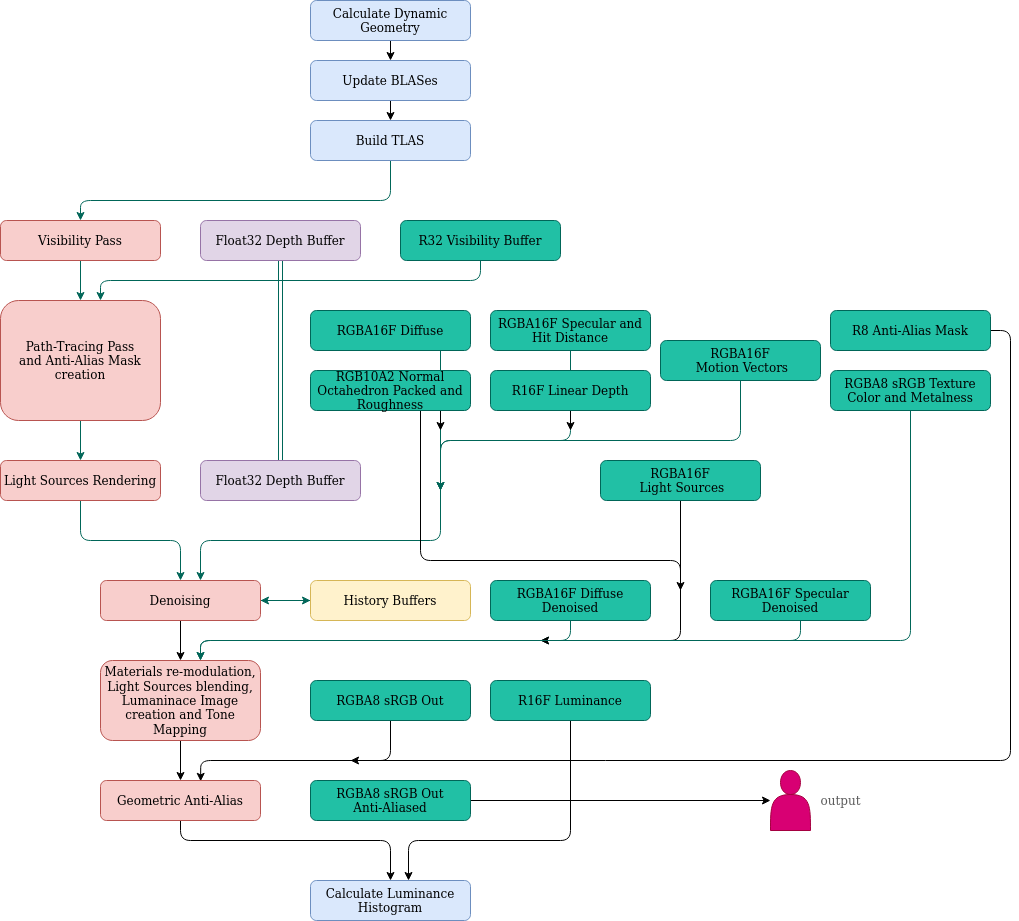 Calculate Dynamic
Geometry
Update BLASes
Build TLAS
Visibility Pass
Float32 Depth Buffer
R32 Visibility Buffer
Path-Tracing Pass
and Anti-Alias Mask
creation
RGBA16F Diffuse
RGBA16F Specular and
Hit Distance
RGBA16F
Motion Vectors
R8 Anti-Alias Mask
RGB10A2 Normal
Octahedron Packed and
Roughness
R16F Linear Depth
RGBA8 sRGB Texture
Color and Metalness
Light Sources Rendering
Float32 Depth Buffer
RGBA16F
Light Sources
Denoising
History Buffers
RGBA16F Diffuse
Denoised
RGBA16F Specular
Denoised
Materials re-modulation,
Light Sources blending,
Lumaninace Image
creation and Tone
Mapping
RGBA8 sRGB Out
R16F Luminance
Geometric Anti-Alias
RGBA8 sRGB Out
Anti-Aliased
output
Calculate Luminance
Histogram